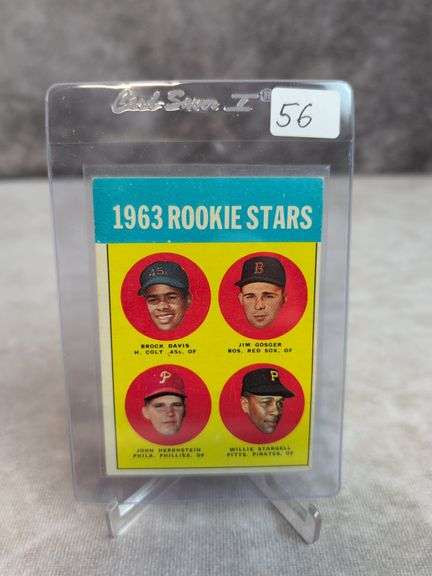 Card Saver I®
56
1963 ROOKIE STARS
.45s
B
BROCK DAVIS
H. COLT .45s, OF
JIM GOSGER
BOS. RED SOX, OF
P
P
JOHN HERRNSTEIN
PHILA. PHILLIES, OF
WILLIE STARGELL
PITTS. PIRATES, OF